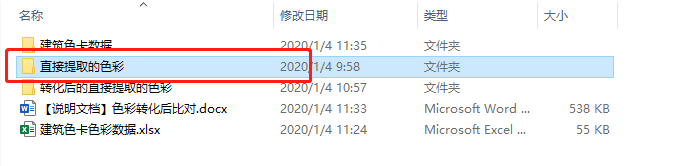 名称 修改日期 类型 大小
建筑色卡数据 2020/1/4 11:35 文件夹
直接提取的色彩 2020/1/4 9:58 文件夹
转化后的直接提取的色彩 2020/1/4 10:57 文件夹
【说明文档】色彩转化后比对.docx 2020/1/4 11:33 Microsoft Word ... 538 KB
建筑色卡色彩数据.xlsx 2020/1/4 11:24 Microsoft Excel ... 55 KB